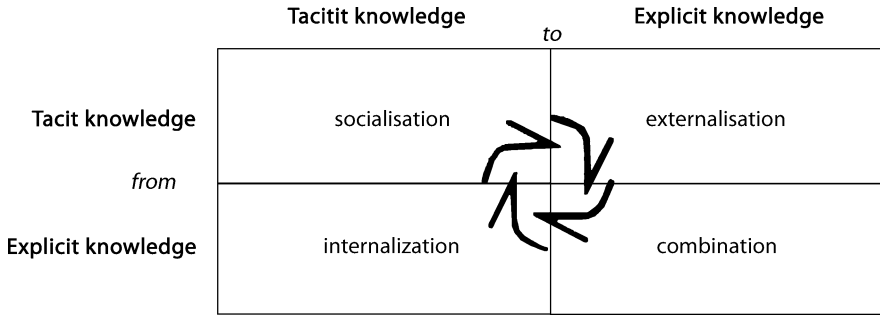 Tacitit knowledge
Explicit knowledge
to
Tacit knowledge
socialisation
externalisation
from
Explicit knowledge
internalization
combination